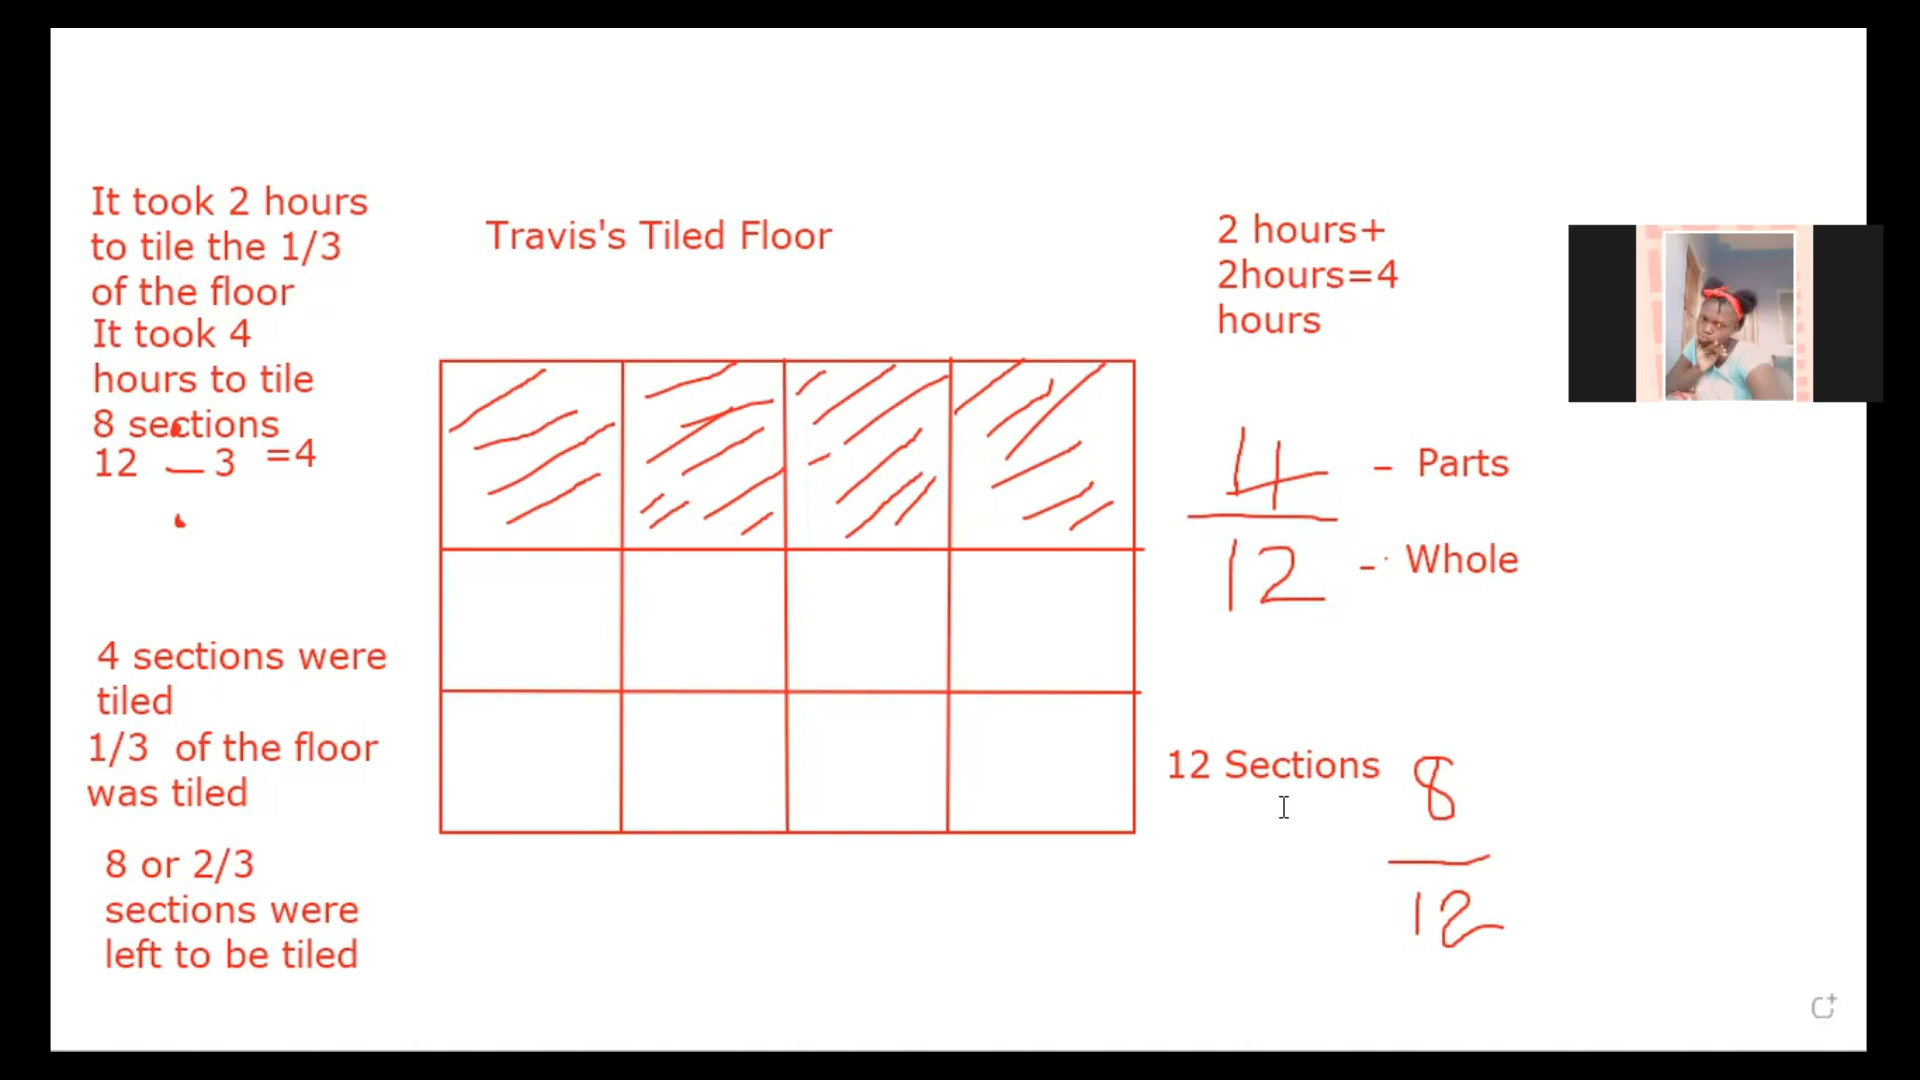 It took 2 hours
to tile the 1/3
of the floor
It took 4
hours to tile
8 sections
12 ÷ 3 =4
4 sections were
tiled
1/3 of the floor
was tiled
8 or 2/3
sections were
left to be tiled
Travis's Tiled Floor
2 hours+
2hours=4
hours
4 - Parts
12 - Whole
12 Sections
8
12